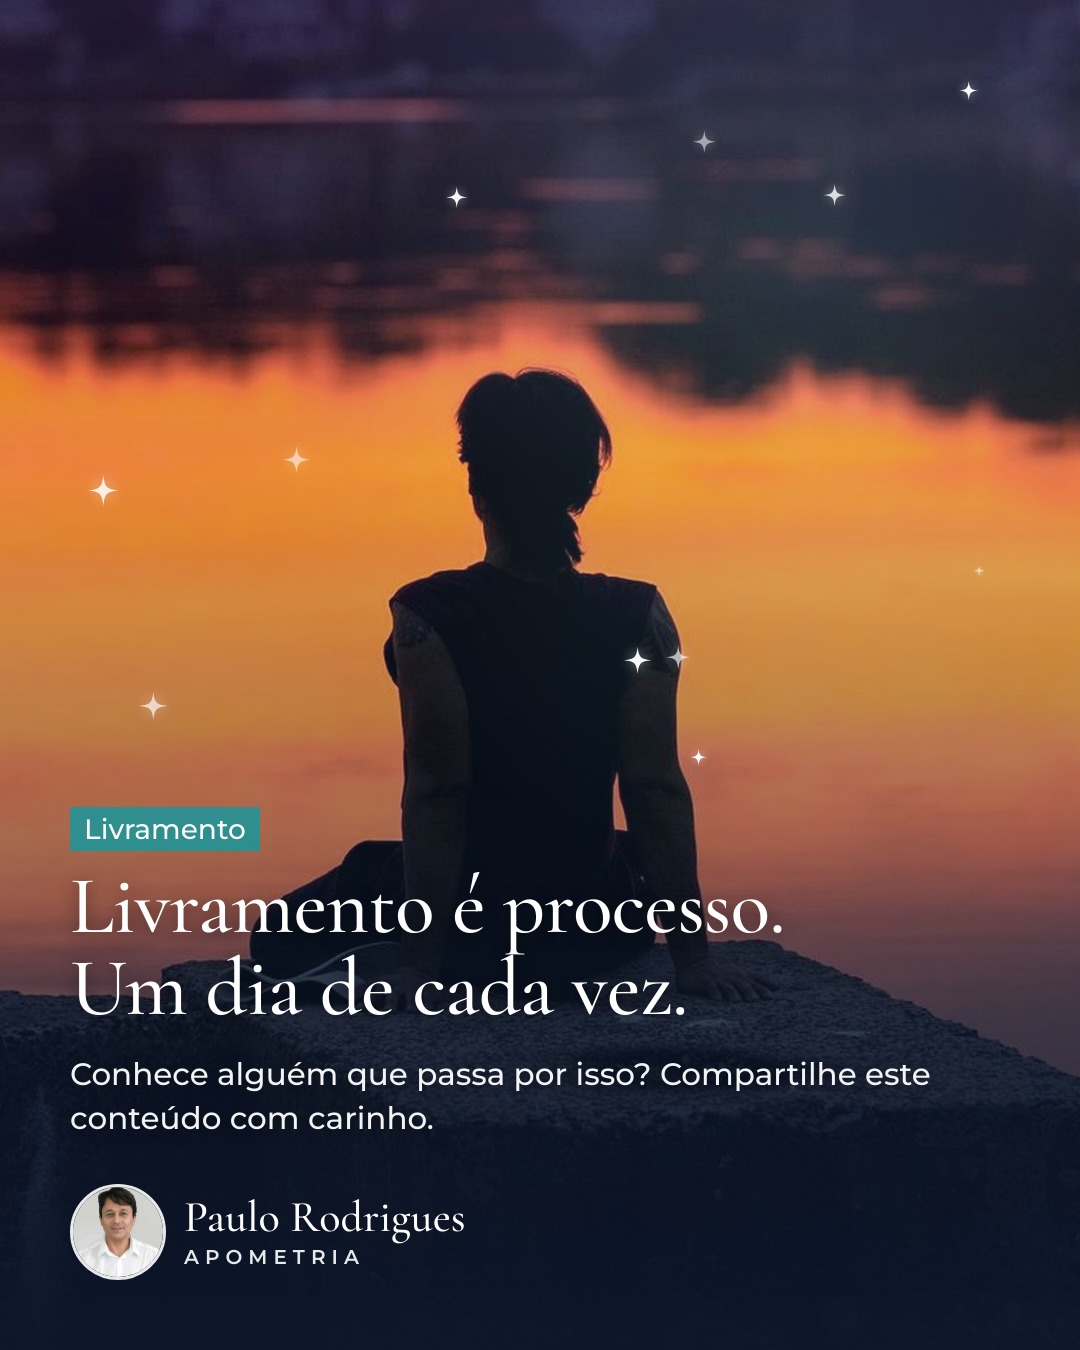 Livramento
Livramento é processo.
Um dia de cada vez.
Conhece alguém que passa por isso? Compartilhe este
conteúdo com carinho.
Paulo Rodrigues
APOMETRIA